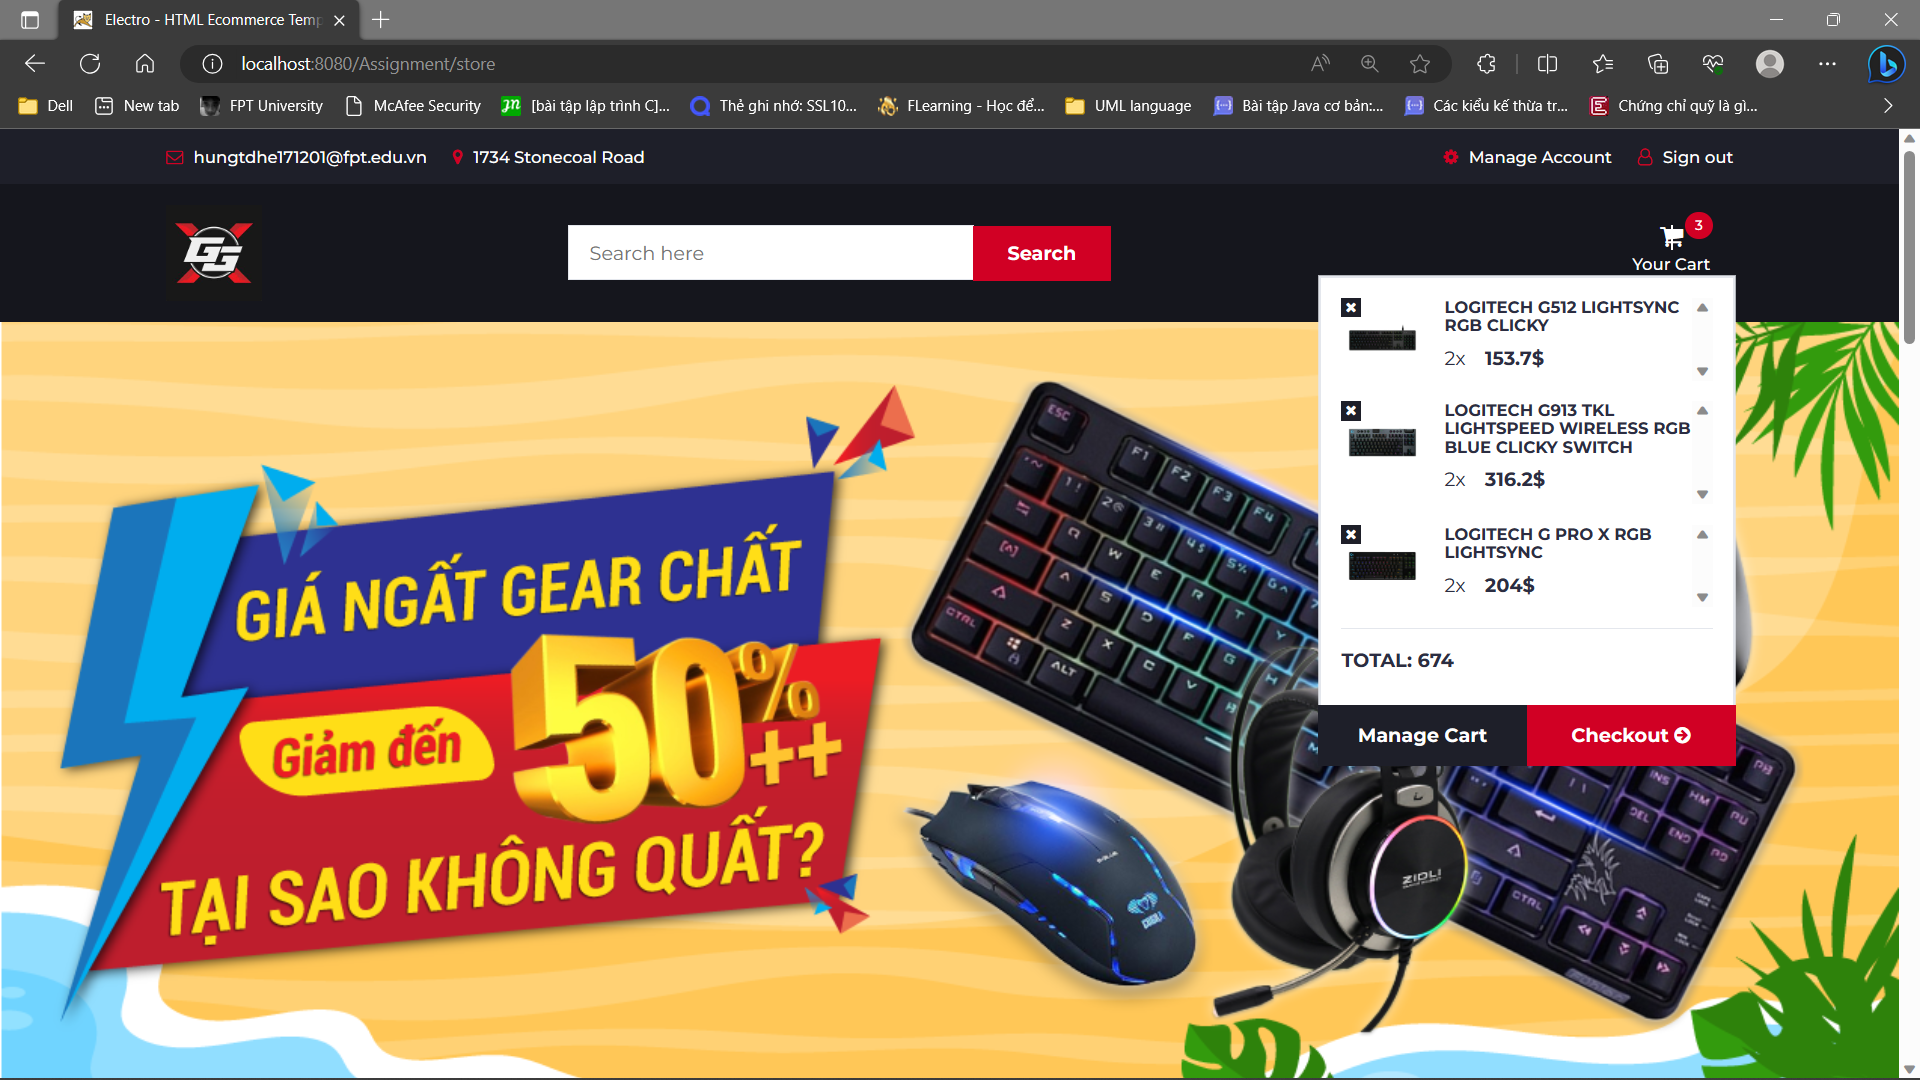 Electro - HTML Ecommerce Temp
localhost:8080/Assignment/store
Dell
New tab
FPT University
McAfee Security
[bài tập lập trình C]...
Thẻ ghi nhớ: SSL10...
FLearning - Học để...
UML language
Bài tập Java cơ bản:...
Các kiểu kế thừa tr...
Chứng chỉ quỹ là gì...
hungtdhe171201@fpt.edu.vn
1734 Stonecoal Road
Manage Account
Sign out
GG
Search here
Search
3
Your Cart
LOGITECH G512 LIGHTSYNC
RGB CLICKY
2x 153.7$
LOGITECH G913 TKL
LIGHTSPEED WIRELESS RGB
BLUE CLICKY SWITCH
2x 316.2$
LOGITECH G PRO X RGB
LIGHTSYNC
2x 204$
TOTAL: 674
Manage Cart
Checkout
GIÁ NGẤT GEAR CHẤT
Giảm đến
50%++
TẠI SAO KHÔNG QUẤT?
ZIDLI